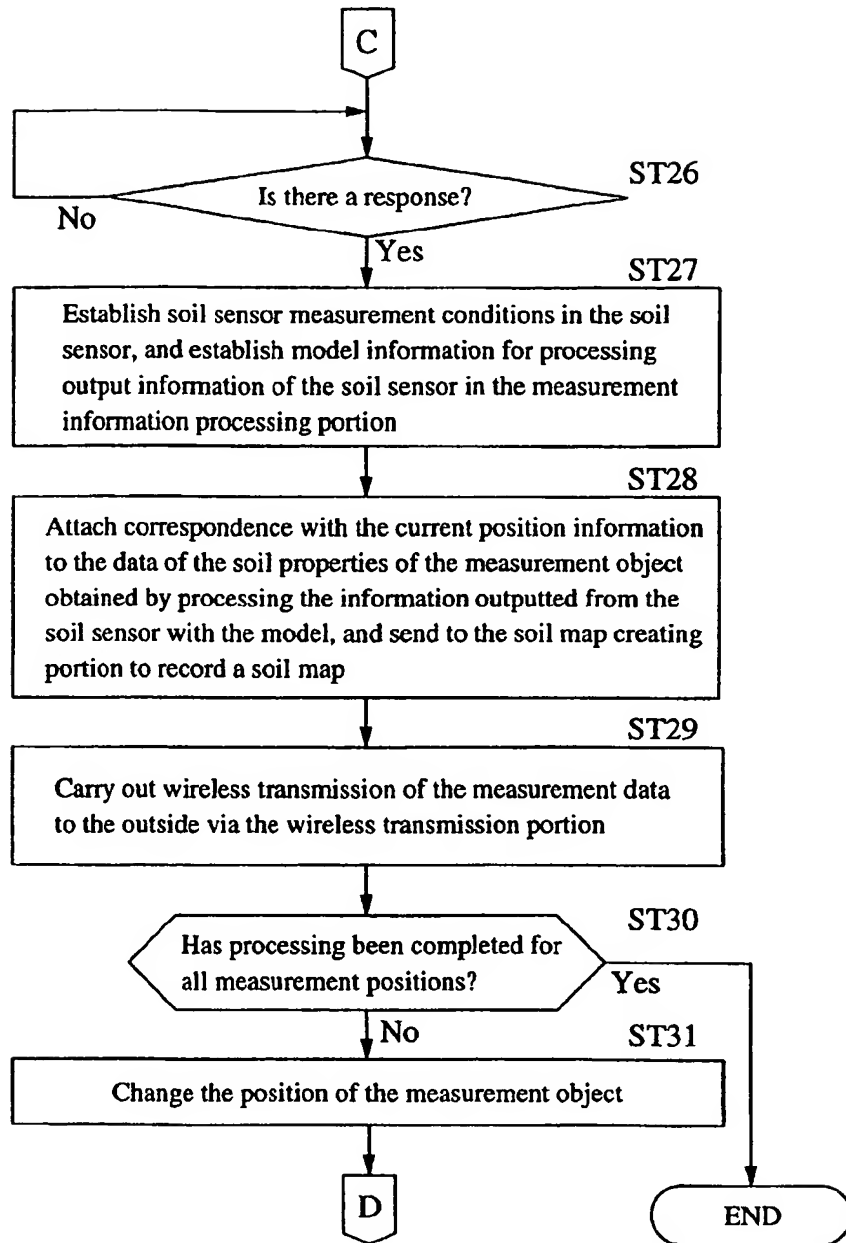 C
ST26
Is there a response?
No
Yes
ST27
Establish soil sensor measurement conditions in the soil
sensor, and establish model information for processing
output information of the soil sensor in the measurement
information processing portion
ST28
Attach correspondence with the current position information
to the data of the soil properties of the measurement object
obtained by processing the information outputted from the
soil sensor with the model, and send to the soil map creating
portion to record a soil map
ST29
Carry out wireless transmission of the measurement data
to the outside via the wireless transmission portion
ST30
Has processing been completed for
all measurement positions?
Yes
No
ST31
Change the position of the measurement object
D
END